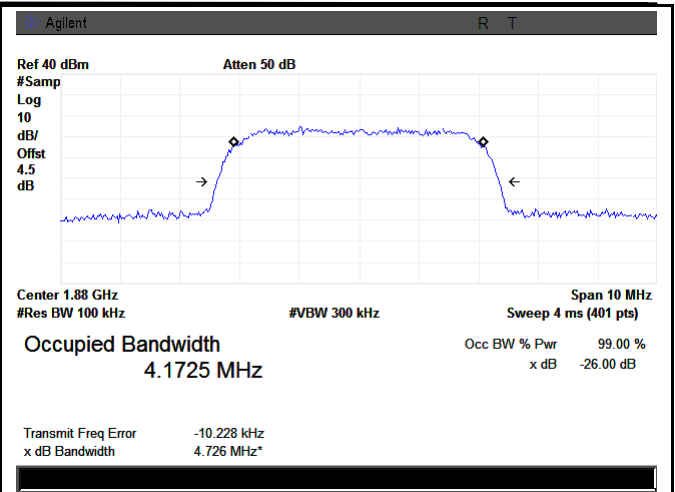 Agilent R T
Ref 40 dBm Atten 50 dB
#Samp
Log
10
dB/
Offst
4.5
dB
Center 1.88 GHz Span 10 MHz
#Res BW 100 kHz #VBW 300 kHz Sweep 4 ms (401 pts)
Occupied Bandwidth Occ BW % Pwr 99.00 %
4.1725 MHz x dB -26.00 dB
Transmit Freq Error -10.228 kHz
x dB Bandwidth 4.726 MHz*